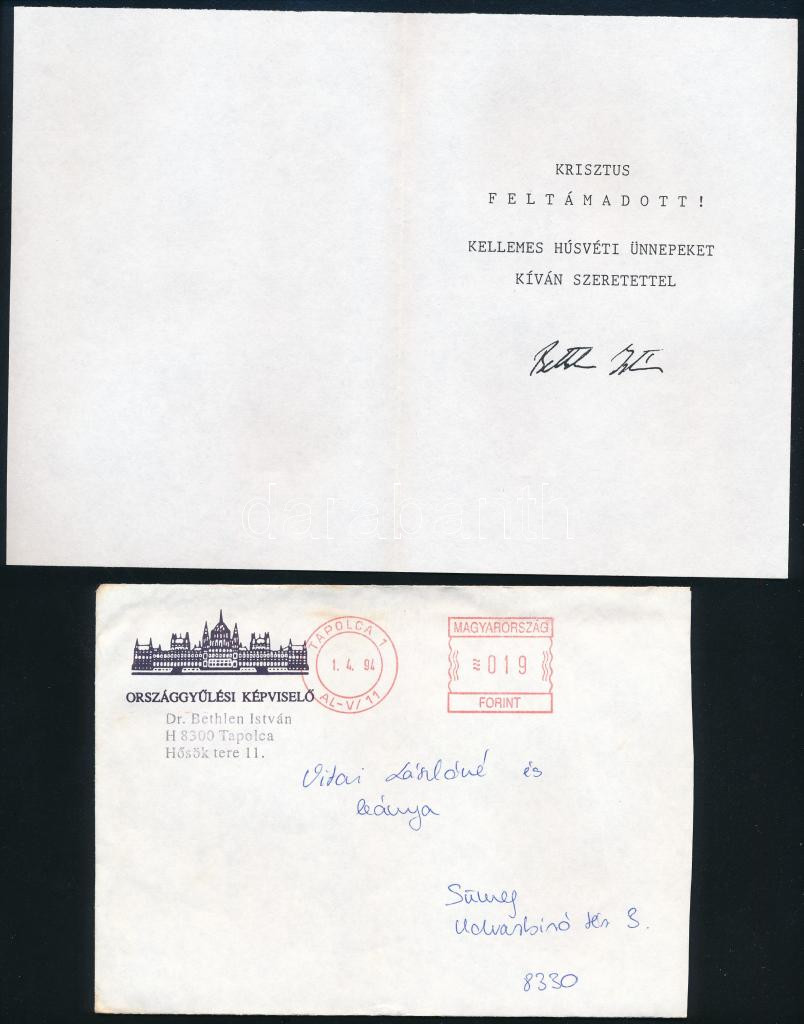 KRISZTUS
FELTÁMADOTT!
KELLEMES HÚSVÉTI ÜNNEPEKET
KÍVÁN SZERETETTEL
darabanth
ORSZÁGGYŰLÉSI KÉPVISELŐ
Dr. Bethlen István
H 8300 Tapolca
Hősök tere 11.
TAPOLCA 1
1. 4. 94
AL-V/11
MAGYARORSZÁG
≈019
FORINT
Vitai Lászlóné és
leánya
Sümeg
Udvarbíró tér 3.
8330